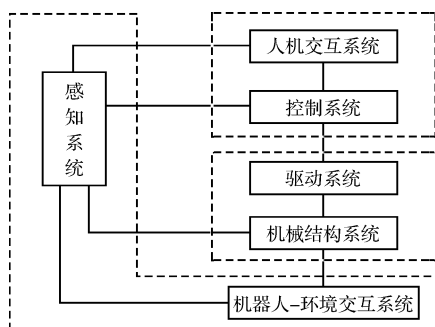 人机交互系统
感知系统
控制系统
驱动系统
机械结构系统
机器人-环境交互系统